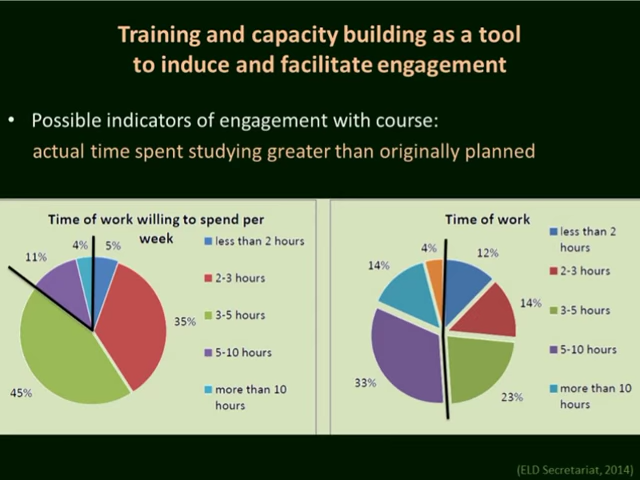 Training and capacity building as a tool
to induce and facilitate engagement
• Possible indicators of engagement with course:
actual time spent studying greater than originally planned
Time of work willing to spend per
week
4%
5%
11%
35%
45%
less than 2 hours
2-3 hours
3-5 hours
5-10 hours
more than 10
hours
Time of work
4%
12%
14%
14%
33%
23%
less than 2
hours
2-3 hours
3-5 hours
5-10 hours
more than 10
hours
(ELD Secretariat, 2014)